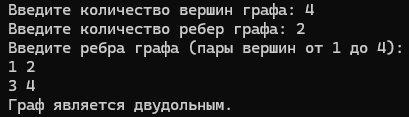 Введите количество вершин графа: 4
Введите количество ребер графа: 2
Введите ребра графа (пары вершин от 1 до 4):
1 2
3 4
Граф является двудольным.